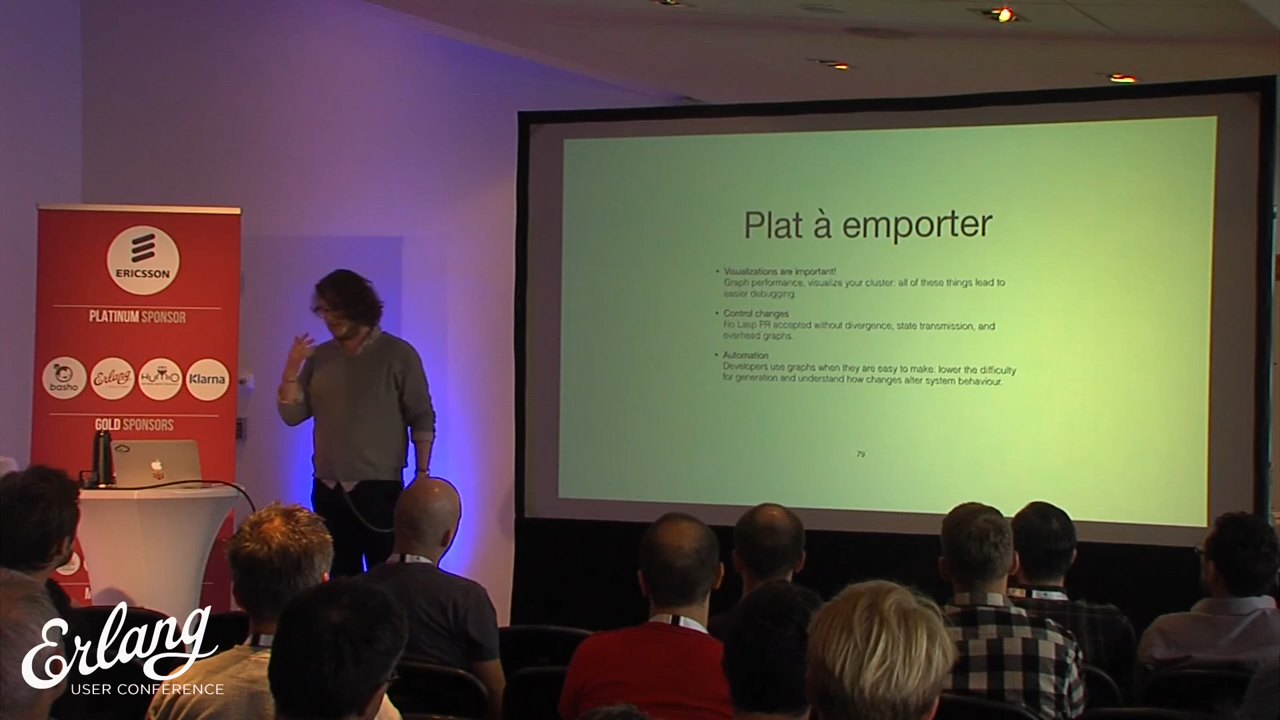 ERICSSON
PLATINUM SPONSOR
basho
Erlang
HUMIO
Klarna
GOLD SPONSORS
Plat à emporter
• Visualizations are important!
Graph performance, visualize your cluster: all of these things lead to
easier debugging.
• Control changes
No Lasp PR accepted without divergence, state transmission, and
overhead graphs.
• Automation
Developers use graphs when they are easy to make: lower the difficulty
for generation and understand how changes alter system behaviour.
79
Erlang
USER CONFERENCE